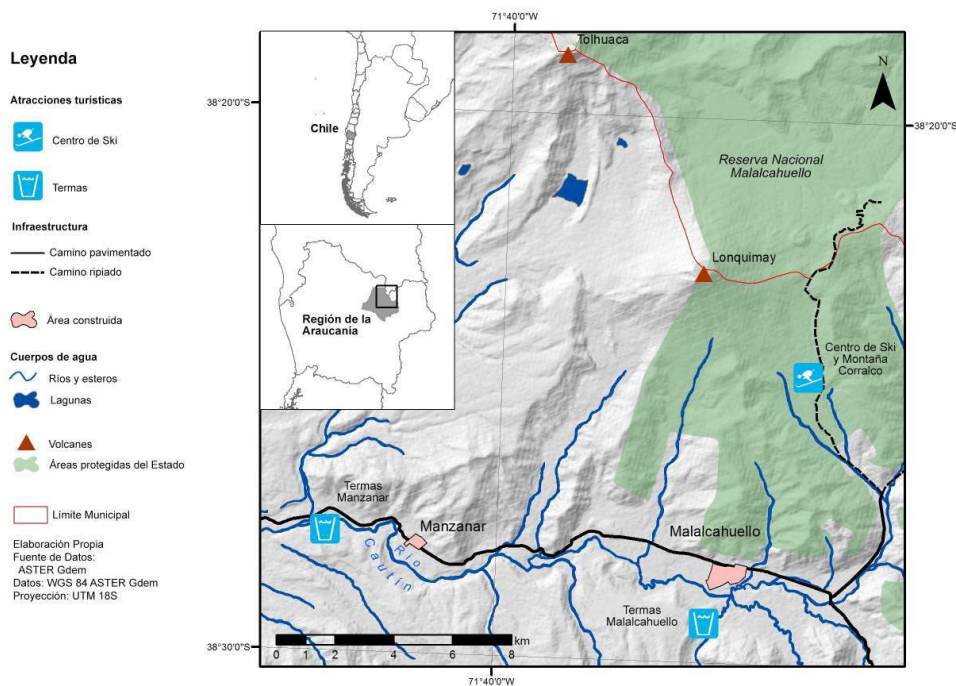 Leyenda
Atracciones turísticas
Centro de Ski
Termas
Infraestructura
Camino pavimentado
Camino ripiado
Área construida
Cuerpos de agua
Ríos y esteros
Lagunas
Volcanes
Áreas protegidas del Estado
Límite Municipal
Elaboración Propia
Fuente de Datos:
ASTER Gdem
Datos: WGS 84 ASTER Gdem
Proyección: UTM 18S
71°40'0"W
38°20'0"S
38°30'0"S
Chile
Región de la
Araucanía
Tolhuaca
N
38°20'0"S
Reserva Nacional
Malalcahuello
Lonquimay
Centro de Ski
y Montaña
Corralco
Termas
Manzanar
Manzanar
Río
Cautín
Malalcahuello
Termas
Malalcahuello
km
0 1 2 4 6 8
71°40'0"W
38°30'0"S